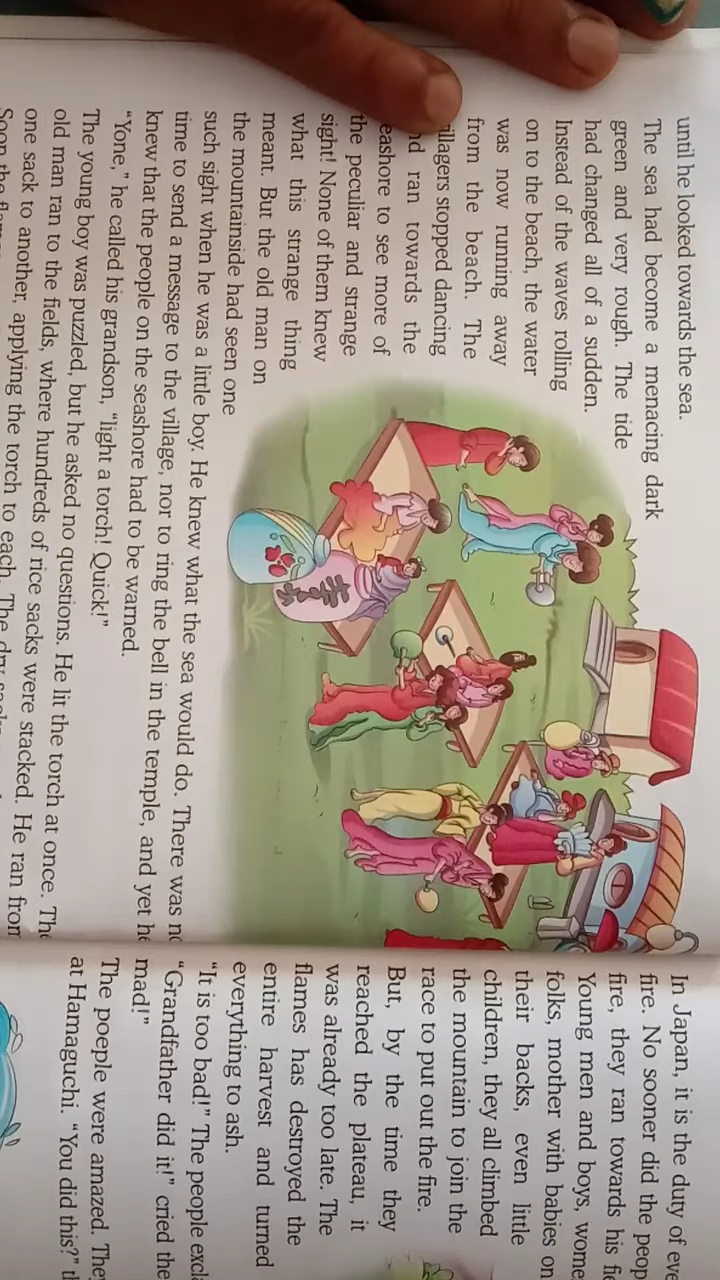 until he looked towards the sea.
The sea had become a menacing dark
green and very rough. The tide
had changed all of a sudden.
Instead of the waves rolling
on to the beach, the water
was now running away
from the beach. The
illagers stopped dancing
nd ran towards the
eashore to see more of
the peculiar and strange
sight! None of them knew
what this strange thing
meant. But the old man on
the mountainside had seen one
such sight when he was a little boy. He knew what the sea would do. There was no
time to send a message to the village, nor to ring the bell in the temple, and yet he
knew that the people on the seashore had to be warned.
“Yone,” he called his grandson, “light a torch! Quick!”
The young boy was puzzled, but he asked no questions. He lit the torch at once. The
old man ran to the fields, where hundreds of rice sacks were stacked. He ran from
one sack to another, applying the torch to each. The dry
Soon the
In Japan, it is the duty of eve
fire. No sooner did the peop
fire, they ran towards his fi
Young men and boys, wome
folks, mother with babies on
their backs, even little
children, they all climbed
the mountain to join the
race to put out the fire.
But, by the time they
reached the plateau, it
was already too late. The
flames has destroyed the
entire harvest and turned
everything to ash.
“It is too bad!” The people excl
“Grandfather did it!” cried the
mad!”
The poeple were amazed. They
at Hamaguchi. “You did this?” t